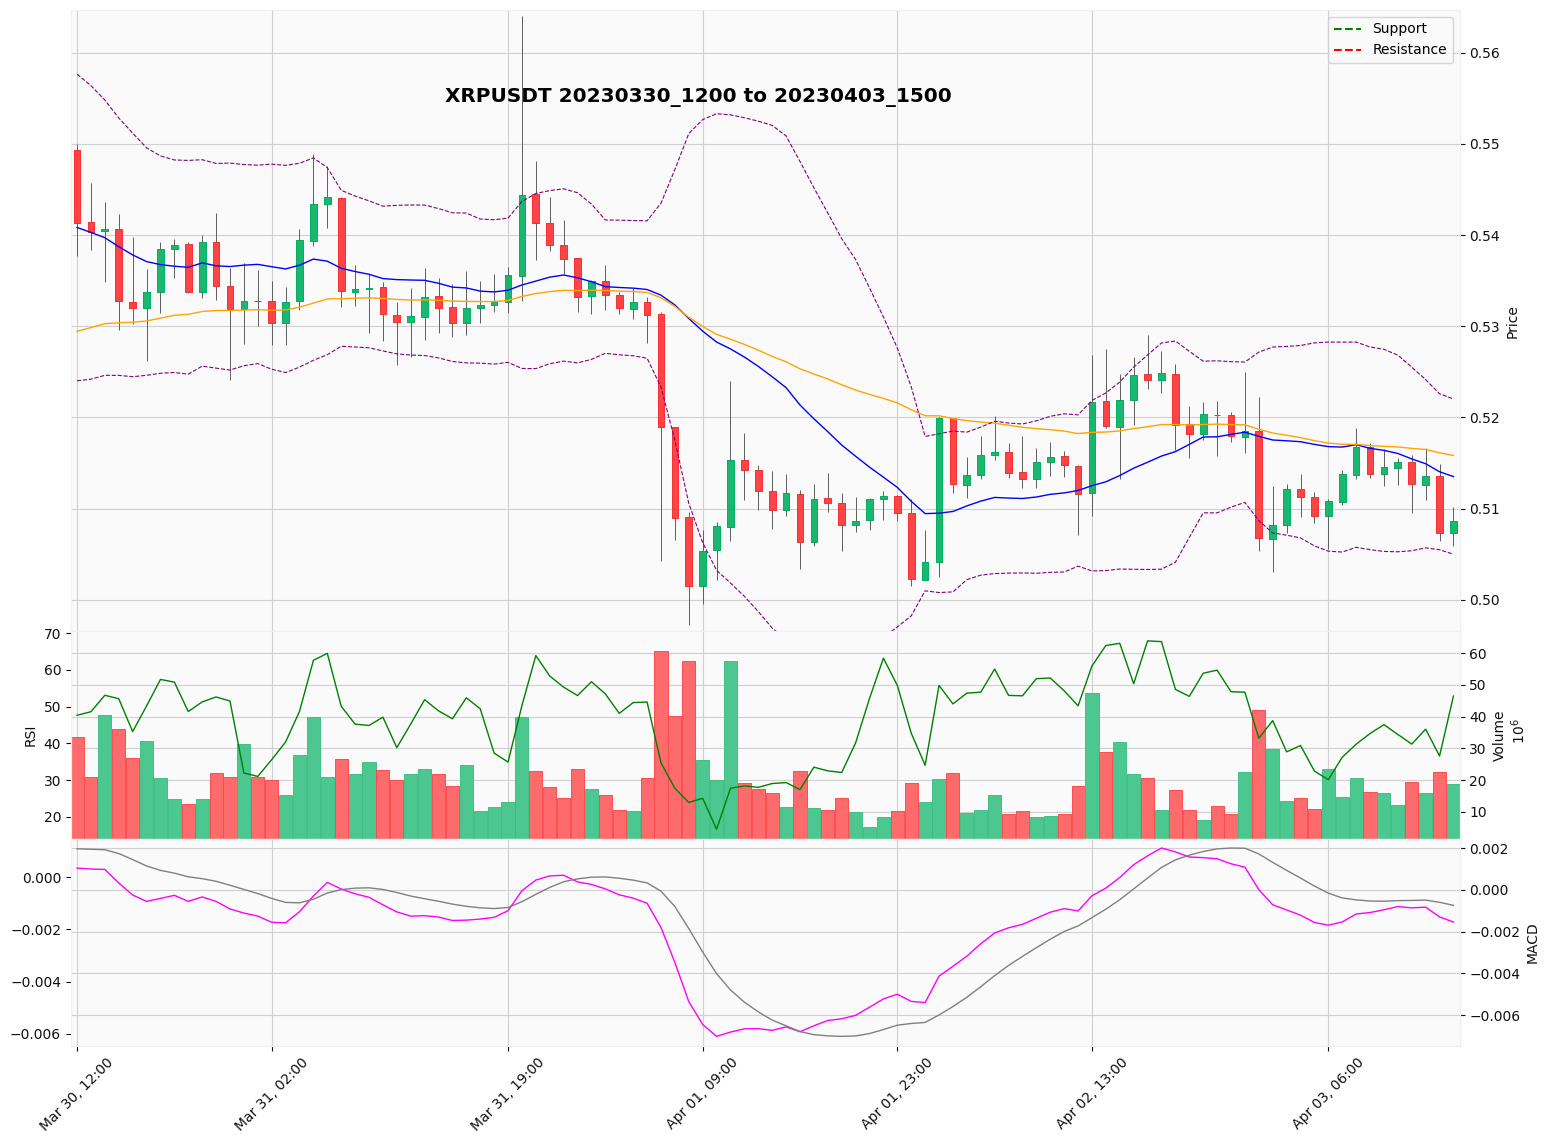 XRPUSDT 20230330_1200 to 20230403_1500
Support
Resistance
0.56
0.55
0.54
0.53
0.52
0.51
0.50
Price
70
60
50
40
30
20
RSI
60
50
40
30
20
10
Volume
10^6
0.000
−0.002
−0.004
−0.006
0.002
0.000
−0.002
−0.004
−0.006
MACD
Mar 30, 12:00
Mar 31, 02:00
Mar 31, 19:00
Apr 01, 09:00
Apr 01, 23:00
Apr 02, 13:00
Apr 03, 06:00